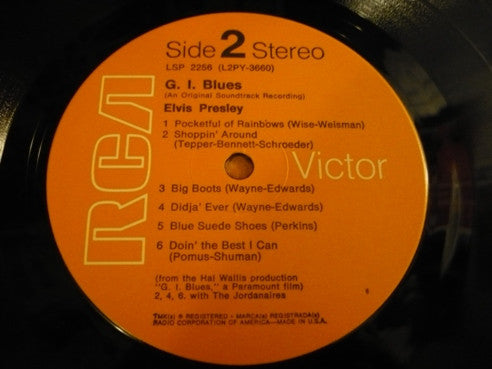 Side 2 Stereo
LSP 2256 (L2PY-3660)
G. I. Blues
(An Original Soundtrack Recording)
Elvis Presley
1 Pocketful of Rainbows (Wise-Weisman)
2 Shoppin' Around
(Tepper-Bennett-Schroeder)
RCA Victor
3 Big Boots (Wayne-Edwards)
4 Didja' Ever (Wayne-Edwards)
5 Blue Suede Shoes (Perkins)
6 Doin' the Best I Can
(Pomus-Shuman)
(from the Hal Wallis production
"G. I. Blues," a Paramount film)
2, 4, 6, with The Jordanaires
TMK(s) ® REGISTERED • MARCA(s) REGISTRADA(s)
RADIO CORPORATION OF AMERICA—MADE IN U.S.A.